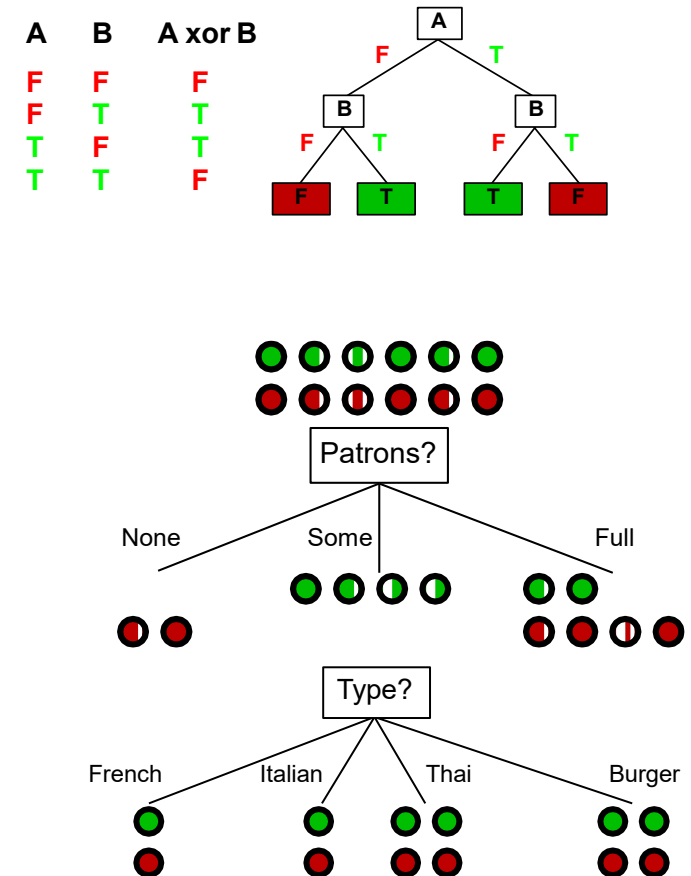 A B A xor B
F F F
F T T
T F T
T T F
A
F T
B B
F T F T
F T T F
Patrons?
None Some Full
Type?
French Italian Thai Burger